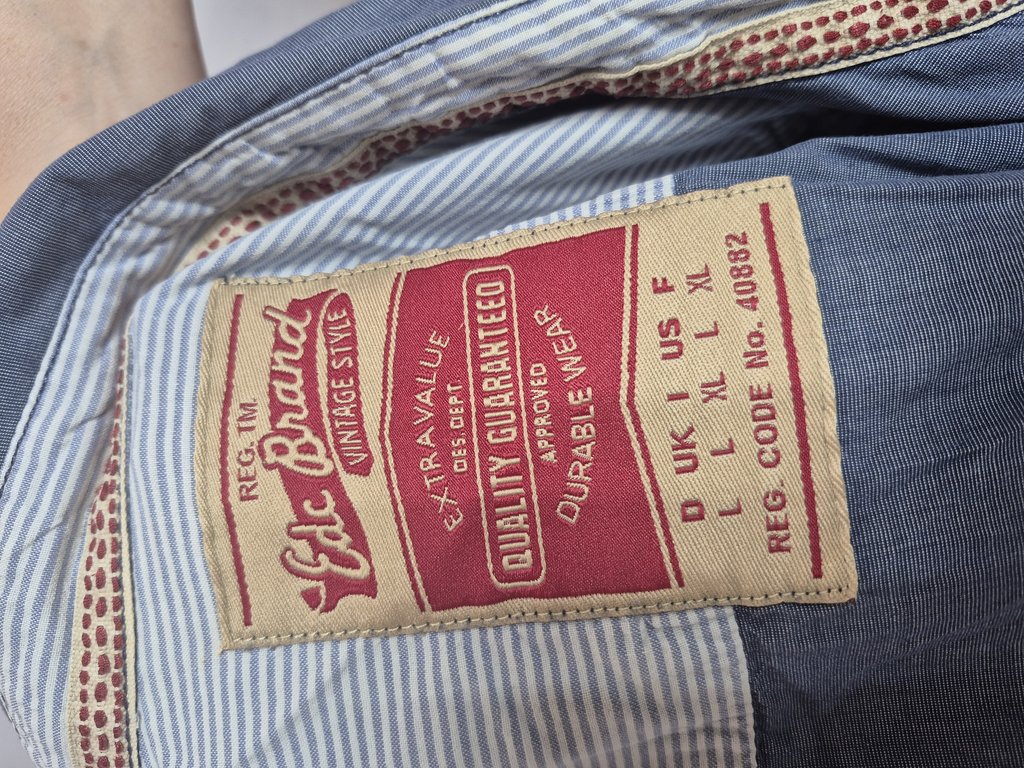 REG. TM.
Edc Brand
VINTAGE STYLE
EXTRAVALUE
DES. DEPT.
QUALITY GUARANTEED
APPROVED
DURABLE WEAR
D UK I US F
L L XL L XL
REG. CODE No. 40882